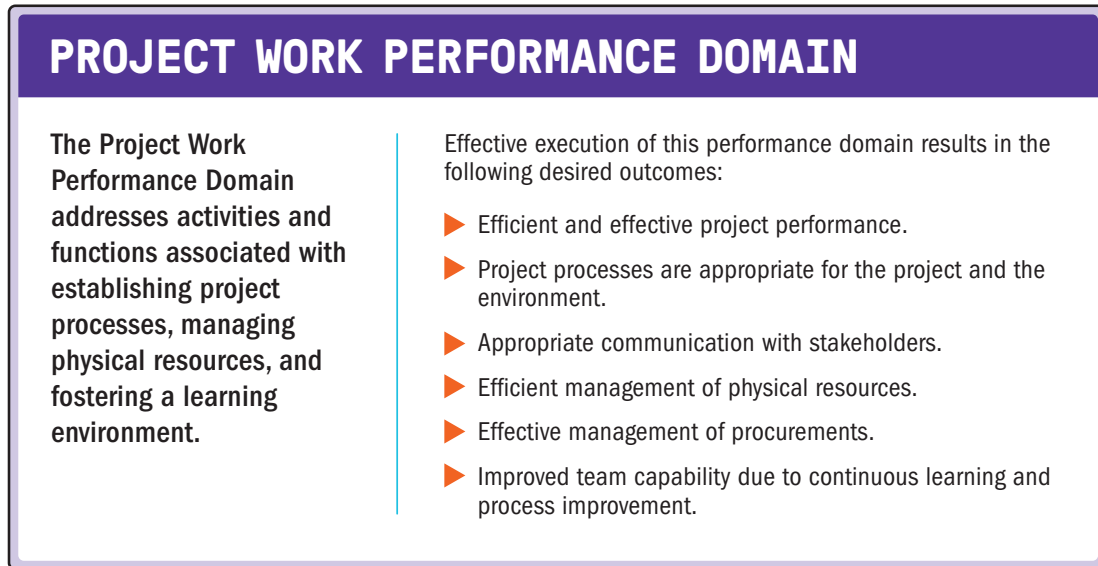 PROJECT WORK PERFORMANCE DOMAIN
The Project Work
Performance Domain
addresses activities and
functions associated with
establishing project
processes, managing
physical resources, and
fostering a learning
environment.
Effective execution of this performance domain results in the
following desired outcomes:
Efficient and effective project performance.
Project processes are appropriate for the project and the
environment.
Appropriate communication with stakeholders.
Efficient management of physical resources.
Effective management of procurements.
Improved team capability due to continuous learning and
process improvement.